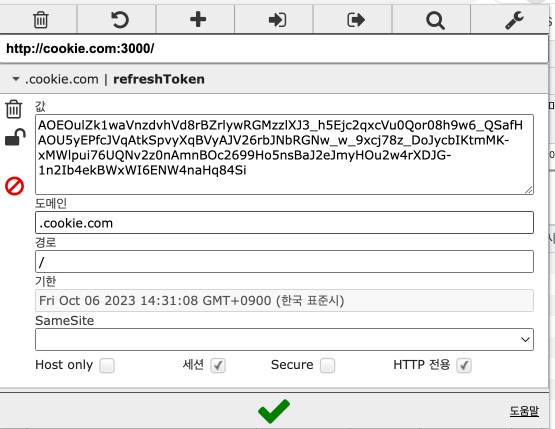 http://cookie.com:3000/
.cookie.com | refreshToken
값
AOEOulZk1waVnzdvhVd8rBZrlywRGMzzlXJ3_h5Ejc2qxcVu0Qor08h9w6_QSafH
AOU5yEPfcJVqAtkSpvyXqBVyAJV26rbJNbRGNw_w_9xcj78z_DoJycbIKtmMK-
xMWlpui76UQNv2z0nAmnBOc2699Ho5nsBaJ2eJmyHOu2w4rXDJG-
1n2Ib4ekBWxWI6ENW4naHq84Si
도메인
.cookie.com
경로
/
기한
Fri Oct 06 2023 14:31:08 GMT+0900 (한국 표준시)
SameSite
Host only 세션 Secure HTTP 전용
도움말